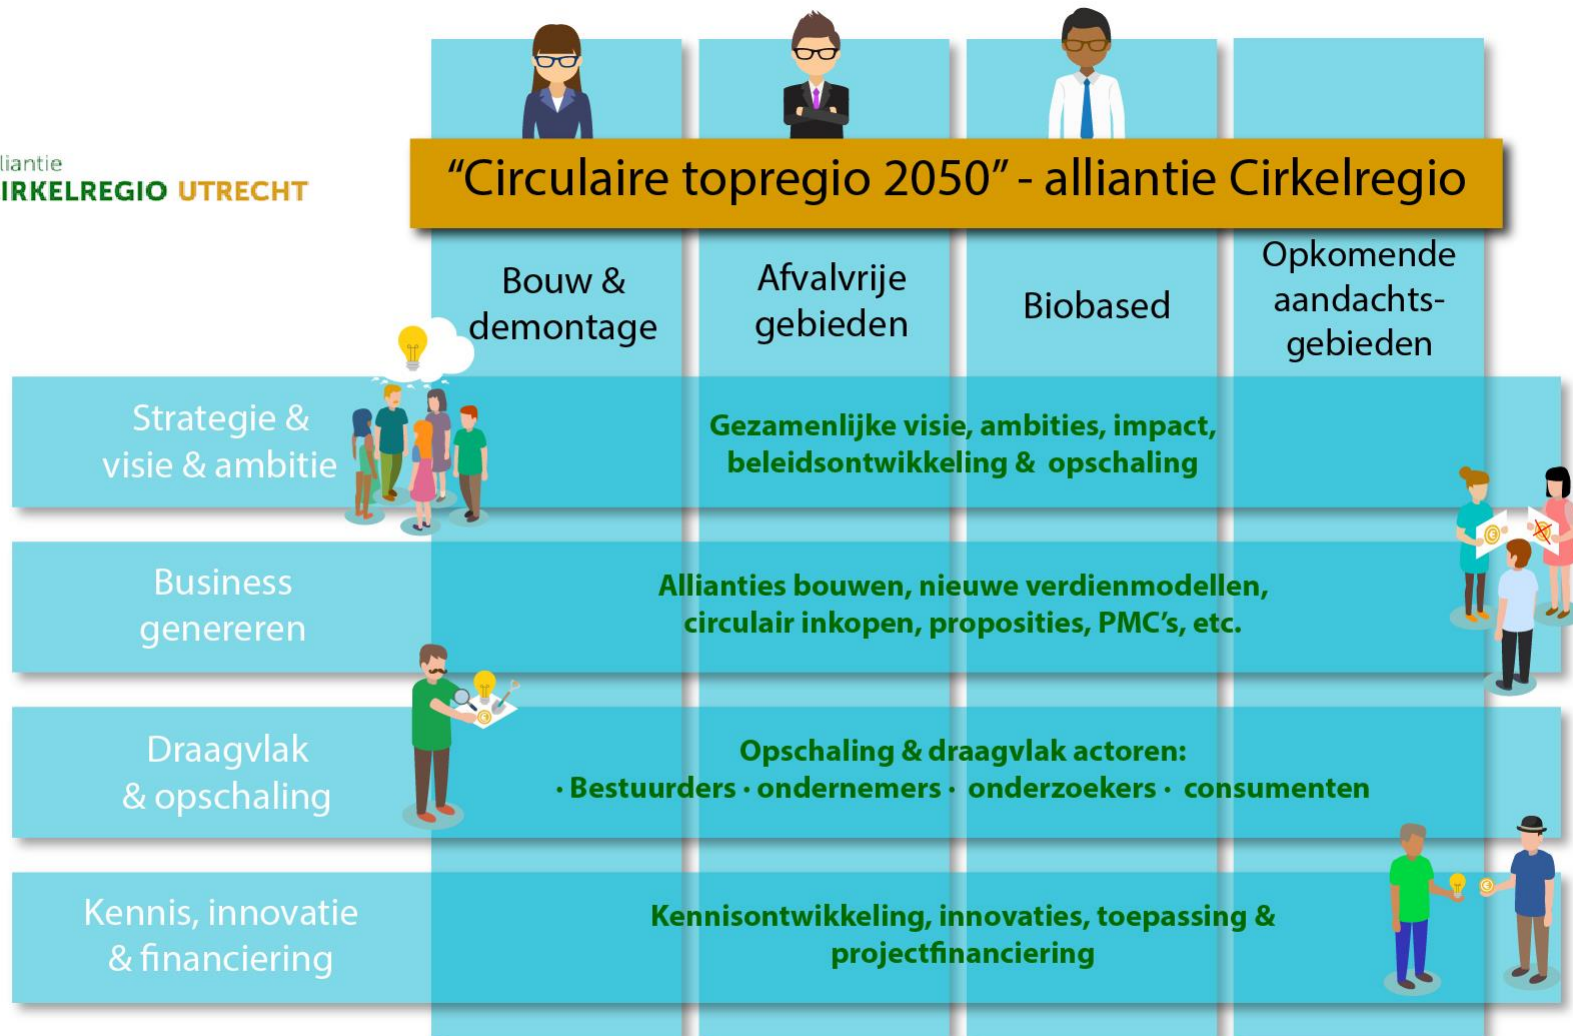 liantie
IRKELREGIO UTRECHT
“Circulaire topregio 2050” - alliantie Cirkelregio
Bouw &
demontage
Afvalvrije
gebieden
Biobased
Opkomende
aandachts-
gebieden
Strategie &
visie & ambitie
Gezamenlijke visie, ambities, impact,
beleidsontwikkeling & opschaling
Business
genereren
Allianties bouwen, nieuwe verdienmodellen,
circulair inkopen, proposities, PMC’s, etc.
Draagvlak
& opschaling
Opschaling & draagvlak actoren:
· Bestuurders · ondernemers · onderzoekers · consumenten
Kennis, innovatie
& financiering
Kennisontwikkeling, innovaties, toepassing &
projectfinanciering